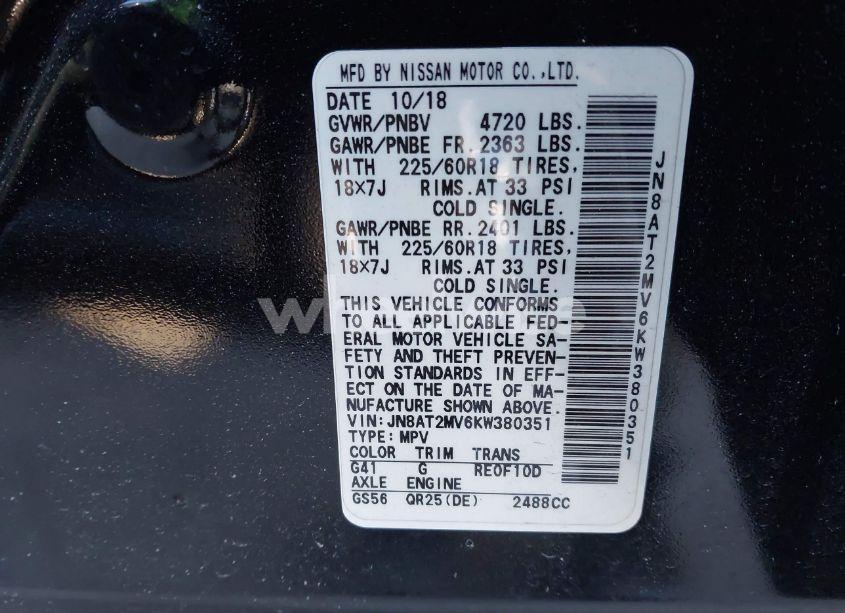 MFD BY NISSAN MOTOR CO.,LTD.
DATE 10/18
GVWR/PNBV 4720 LBS.
GAWR/PNBE FR. 2363 LBS.
WITH 225/60R18 TIRES,
18X7J RIMS.AT 33 PSI
COLD SINGLE.
GAWR/PNBE RR. 2401 LBS.
WITH 225/60R18 TIRES,
18X7J RIMS.AT 33 PSI
COLD SINGLE.
THIS VEHICLE CONFORMS
TO ALL APPLICABLE FED-
ERAL MOTOR VEHICLE SA-
FETY AND THEFT PREVEN-
TION STANDARDS IN EFF-
ECT ON THE DATE OF MA-
NUFACTURE SHOWN ABOVE.
VIN:JN8AT2MV6KW380351
TYPE:MPV
COLOR TRIM TRANS
G41 G RE0F10D
AXLE ENGINE
GS56 QR25(DE) 2488CC
JN8AT2MV6KW380351